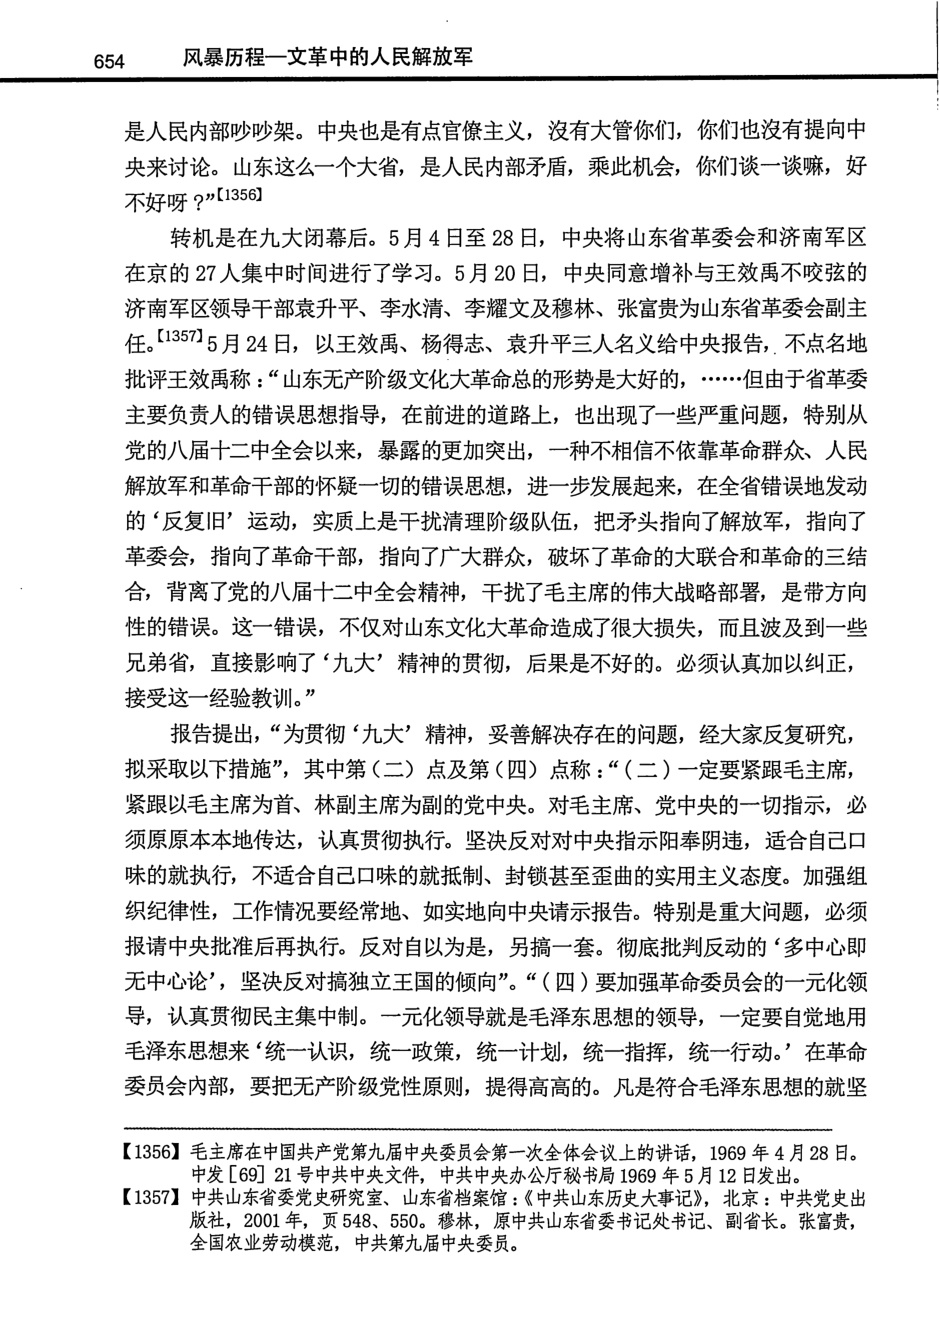 654 风暴历程—文革中的人民解放军
是人民内部吵吵架。中央也是有点官僚主义，沒有大管你们，你们也沒有提向中
央来讨论。山东这么一个大省，是人民内部矛盾，乘此机会，你们谈一谈嘛，好
不好呀？”【1356】
转机是在九大闭幕后。5月4日至28日，中央将山东省革委会和济南军区
在京的27人集中时间进行了学习。5月20日，中央同意增补与王效禹不咬弦的
济南军区领导干部袁升平、李水清、李耀文及穆林、张富贵为山东省革委会副主
任。【1357】5月24日，以王效禹、杨得志、袁升平三人名义给中央报告，不点名地
批评王效禹称：“山东无产阶级文化大革命总的形势是大好的，……但由于省革委
主要负责人的错误思想指导，在前进的道路上，也出现了一些严重问题，特别从
党的八届十二中全会以来，暴露的更加突出，一种不相信不依靠革命群众、人民
解放军和革命干部的怀疑一切的错误思想，进一步发展起来，在全省错误地发动
的‘反复旧’运动，实质上是干扰清理阶级队伍，把矛头指向了解放军，指向了
革委会，指向了革命干部，指向了广大群众，破坏了革命的大联合和革命的三结
合，背离了党的八届十二中全会精神，干扰了毛主席的伟大战略部署，是带方向
性的错误。这一错误，不仅对山东文化大革命造成了很大损失，而且波及到一些
兄弟省，直接影响了‘九大’精神的贯彻，后果是不好的。必须认真加以纠正，
接受这一经验教训。”
报告提出，“为贯彻‘九大’精神，妥善解决存在的问题，经大家反复研究，
拟采取以下措施”，其中第（二）点及第（四）点称：“（二）一定要紧跟毛主席，
紧跟以毛主席为首、林副主席为副的党中央。对毛主席、党中央的一切指示，必
须原原本本地传达，认真贯彻执行。坚决反对对中央指示阳奉阴违，适合自己口
味的就执行，不适合自己口味的就抵制、封锁甚至歪曲的实用主义态度。加强组
织纪律性，工作情况要经常地、如实地向中央请示报告。特别是重大问题，必须
报请中央批准后再执行。反对自以为是，另搞一套。彻底批判反动的‘多中心即
无中心论’，坚决反对搞独立王国的倾向”。“（四）要加强革命委员会的一元化领
导，认真贯彻民主集中制。一元化领导就是毛泽东思想的领导，一定要自觉地用
毛泽东思想来‘统一认识，统一政策，统一计划，统一指挥，统一行动。’在革命
委员会内部，要把无产阶级党性原则，提得高高的。凡是符合毛泽东思想的就坚
【1356】毛主席在中国共产党第九届中央委员会第一次全体会议上的讲话，1969年4月28日。
中发［69］21号中共中央文件，中共中央办公厅秘书局1969年5月12日发出。
【1357】中共山东省委党史研究室、山东省档案馆：《中共山东历史大事记》，北京：中共党史出
版社，2001年，页548、550。穆林，原中共山东省委书记处书记、副省长。张富贵，
全国农业劳动模范，中共第九届中央委员。